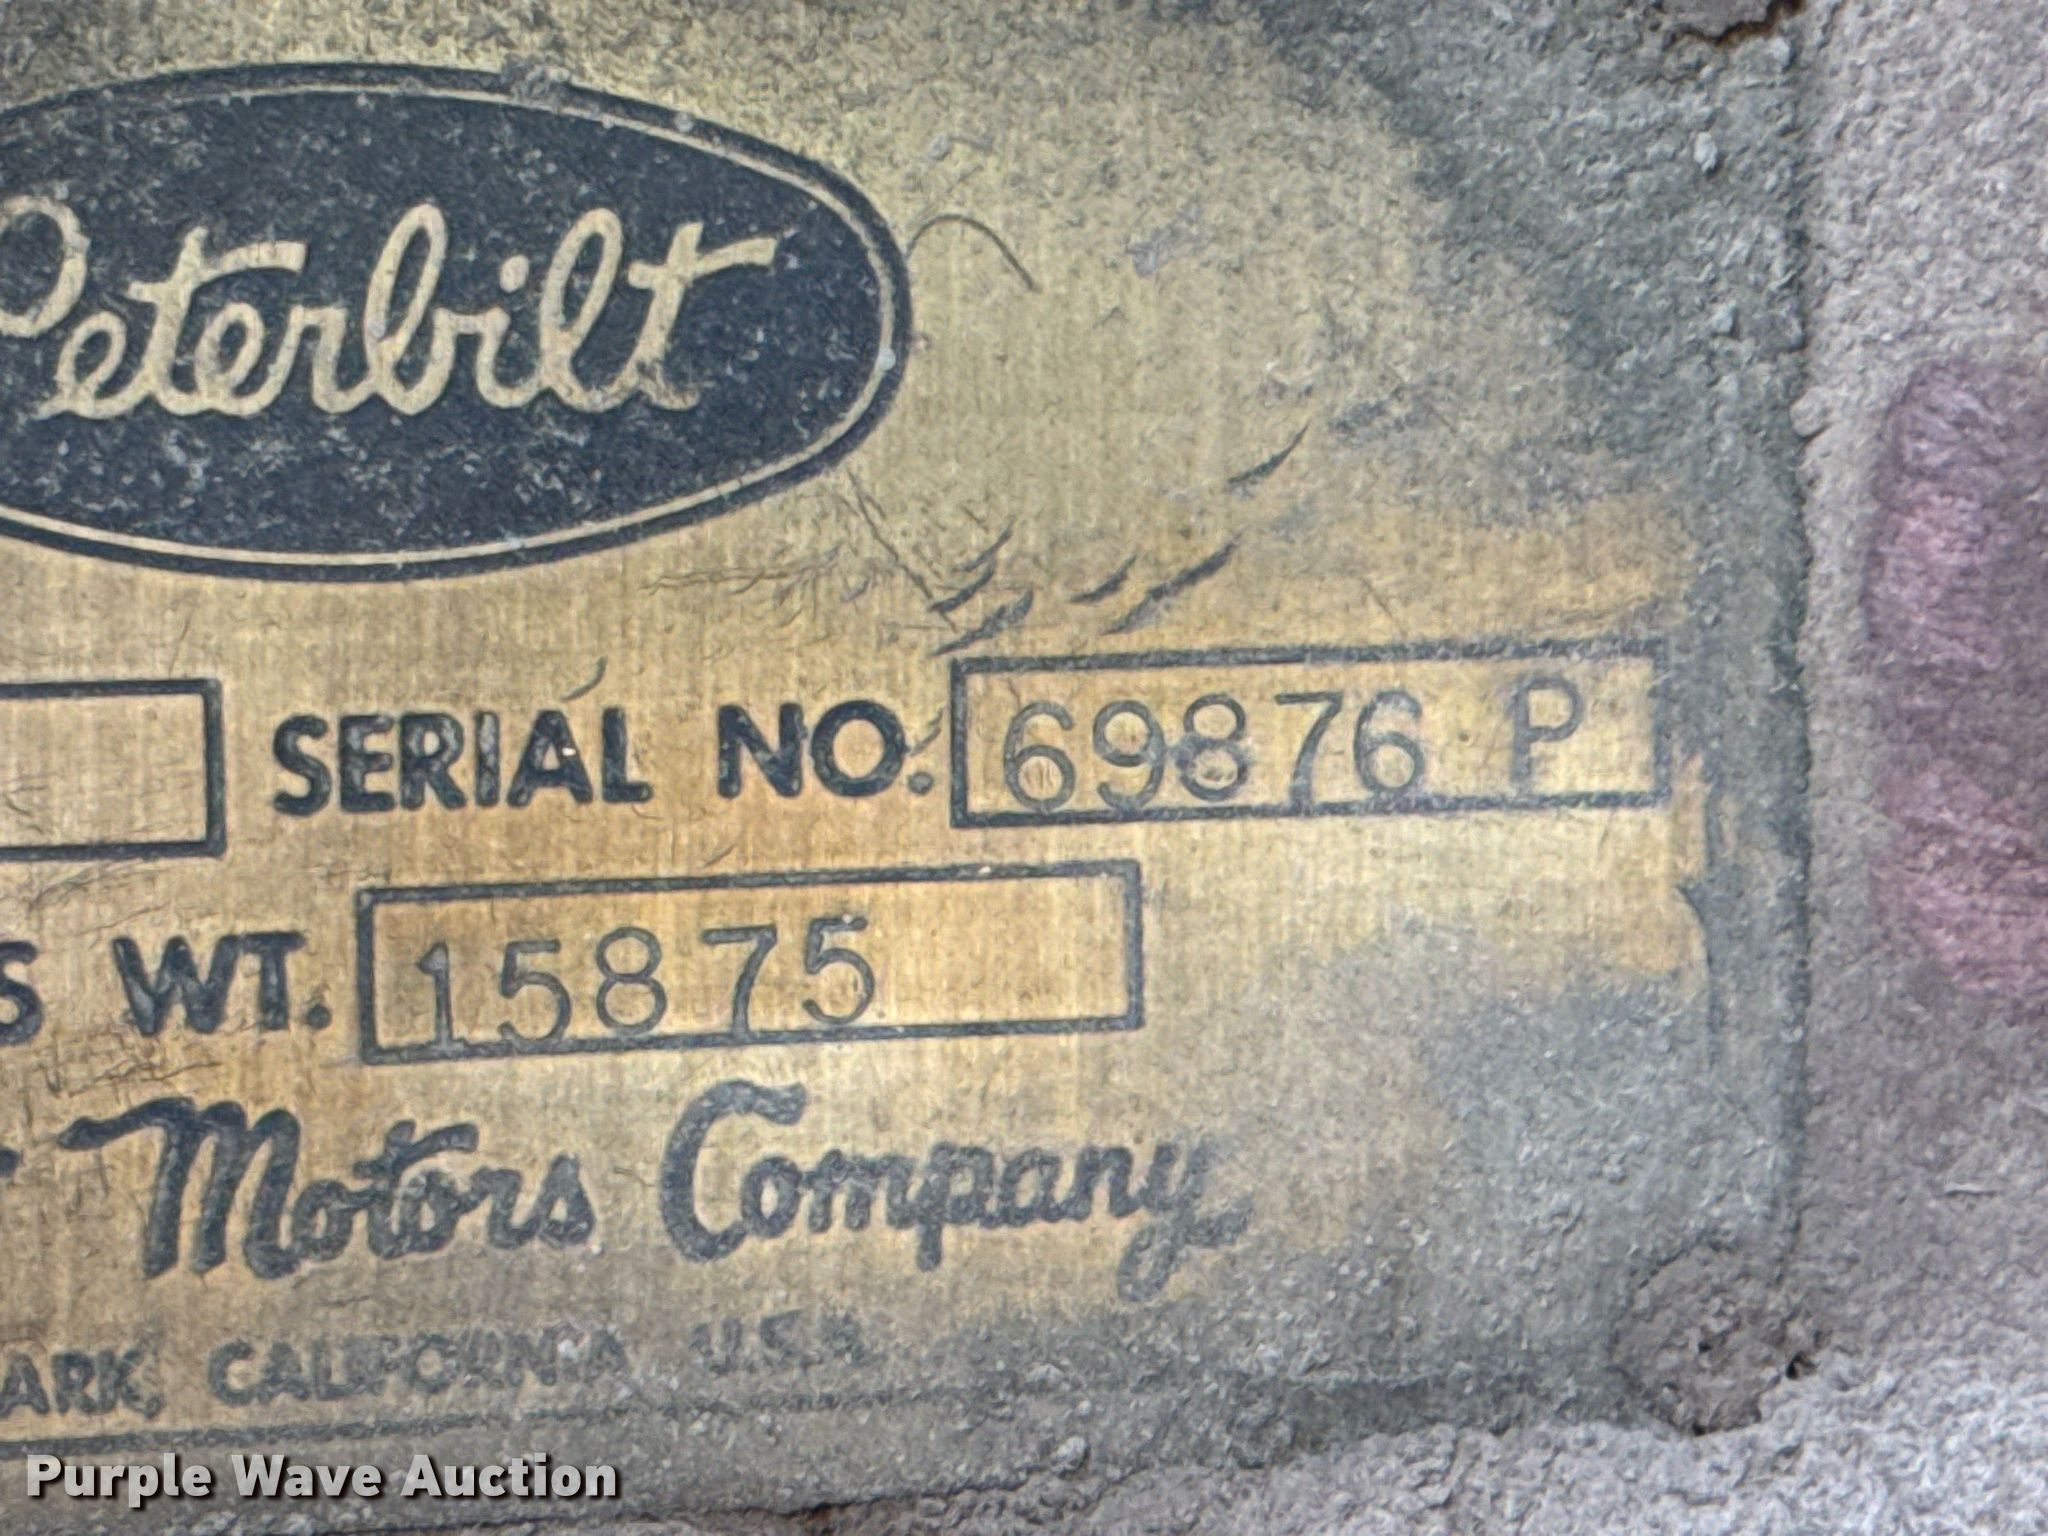 Peterbilt
SERIAL NO. 69876 P
S WT. 15875
Motors Company
ARK, CALIFORNIA U.S.A.
Purple Wave Auction